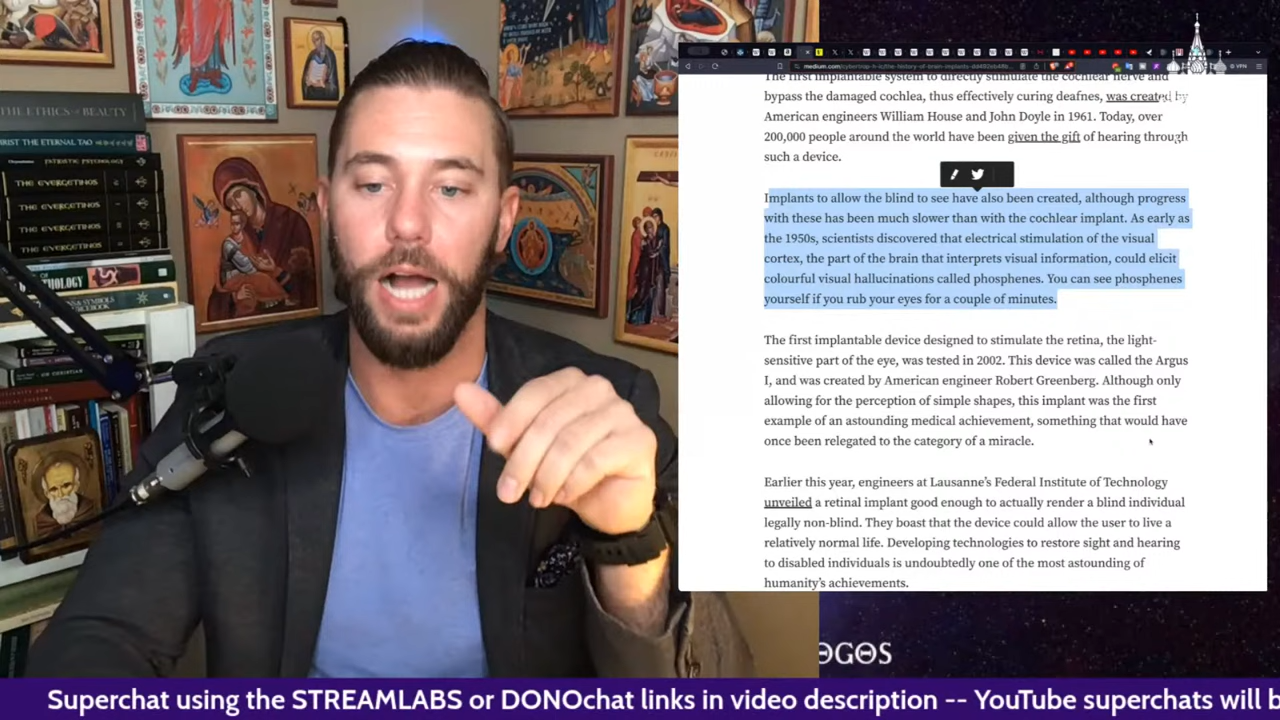 THE ETHICS OF BEAUTY
CHRIST THE ETERNAL TAO
PATRISTIC PSYCHOLOGY
THE EVERGETINOS
THE EVERGETINOS
THE EVERGETINOS
THE EVERGETINOS
The first implantable system to directly stimulate the cochlear nerve and
bypass the damaged cochlea, thus effectively curing deafnes, was created by
American engineers William House and John Doyle in 1961. Today, over
200,000 people around the world have been given the gift of hearing through
such a device.
Implants to allow the blind to see have also been created, although progress
with these has been much slower than with the cochlear implant. As early as
the 1950s, scientists discovered that electrical stimulation of the visual
cortex, the part of the brain that interprets visual information, could elicit
colourful visual hallucinations called phosphenes. You can see phosphenes
yourself if you rub your eyes for a couple of minutes.
The first implantable device designed to stimulate the retina, the light-
sensitive part of the eye, was tested in 2002. This device was called the Argus
I, and was created by American engineer Robert Greenberg. Although only
allowing for the perception of simple shapes, this implant was the first
example of an astounding medical achievement, something that would have
once been relegated to the category of a miracle.
Earlier this year, engineers at Lausanne's Federal Institute of Technology
unveiled a retinal implant good enough to actually render a blind individual
legally non-blind. They boast that the device could allow the user to live a
relatively normal life. Developing technologies to restore sight and hearing
to disabled individuals is undoubtedly one of the most astounding of
humanity's achievements.
OGOS
Superchat using the STREAMLABS or DONOchat links in video description -- YouTube superchats will b